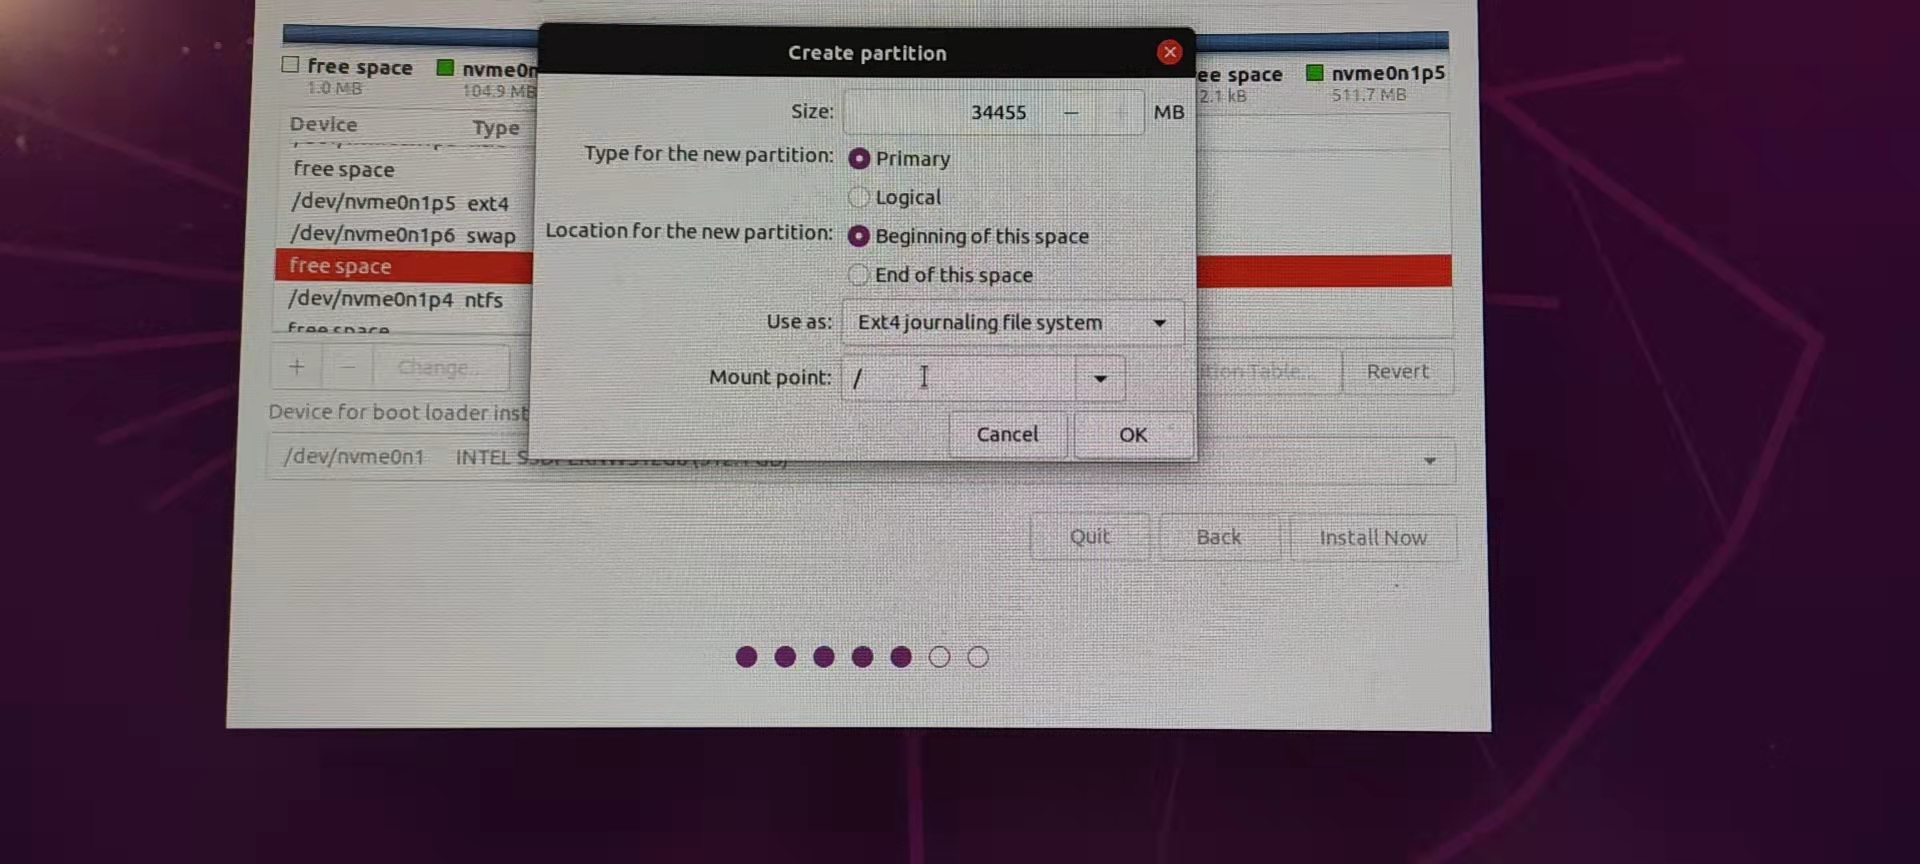 Create partition
free space
nvme0n
ee space
nvme0n1p5
1.0 MB
104.9 MB
2.1 kB
511.7 MB
Size: 34455 MB
Device Type
Type for the new partition: Primary
free space
Logical
/dev/nvme0n1p5 ext4
/dev/nvme0n1p6 swap
Location for the new partition: Beginning of this space
free space
End of this space
/dev/nvme0n1p4 ntfs
Use as: Ext4 journaling file system
free space
+ — Change...
Mount point: /
tion Table... Revert
Device for boot loader inst
Cancel OK
/dev/nvme0n1 INTEL
Quit Back Install Now